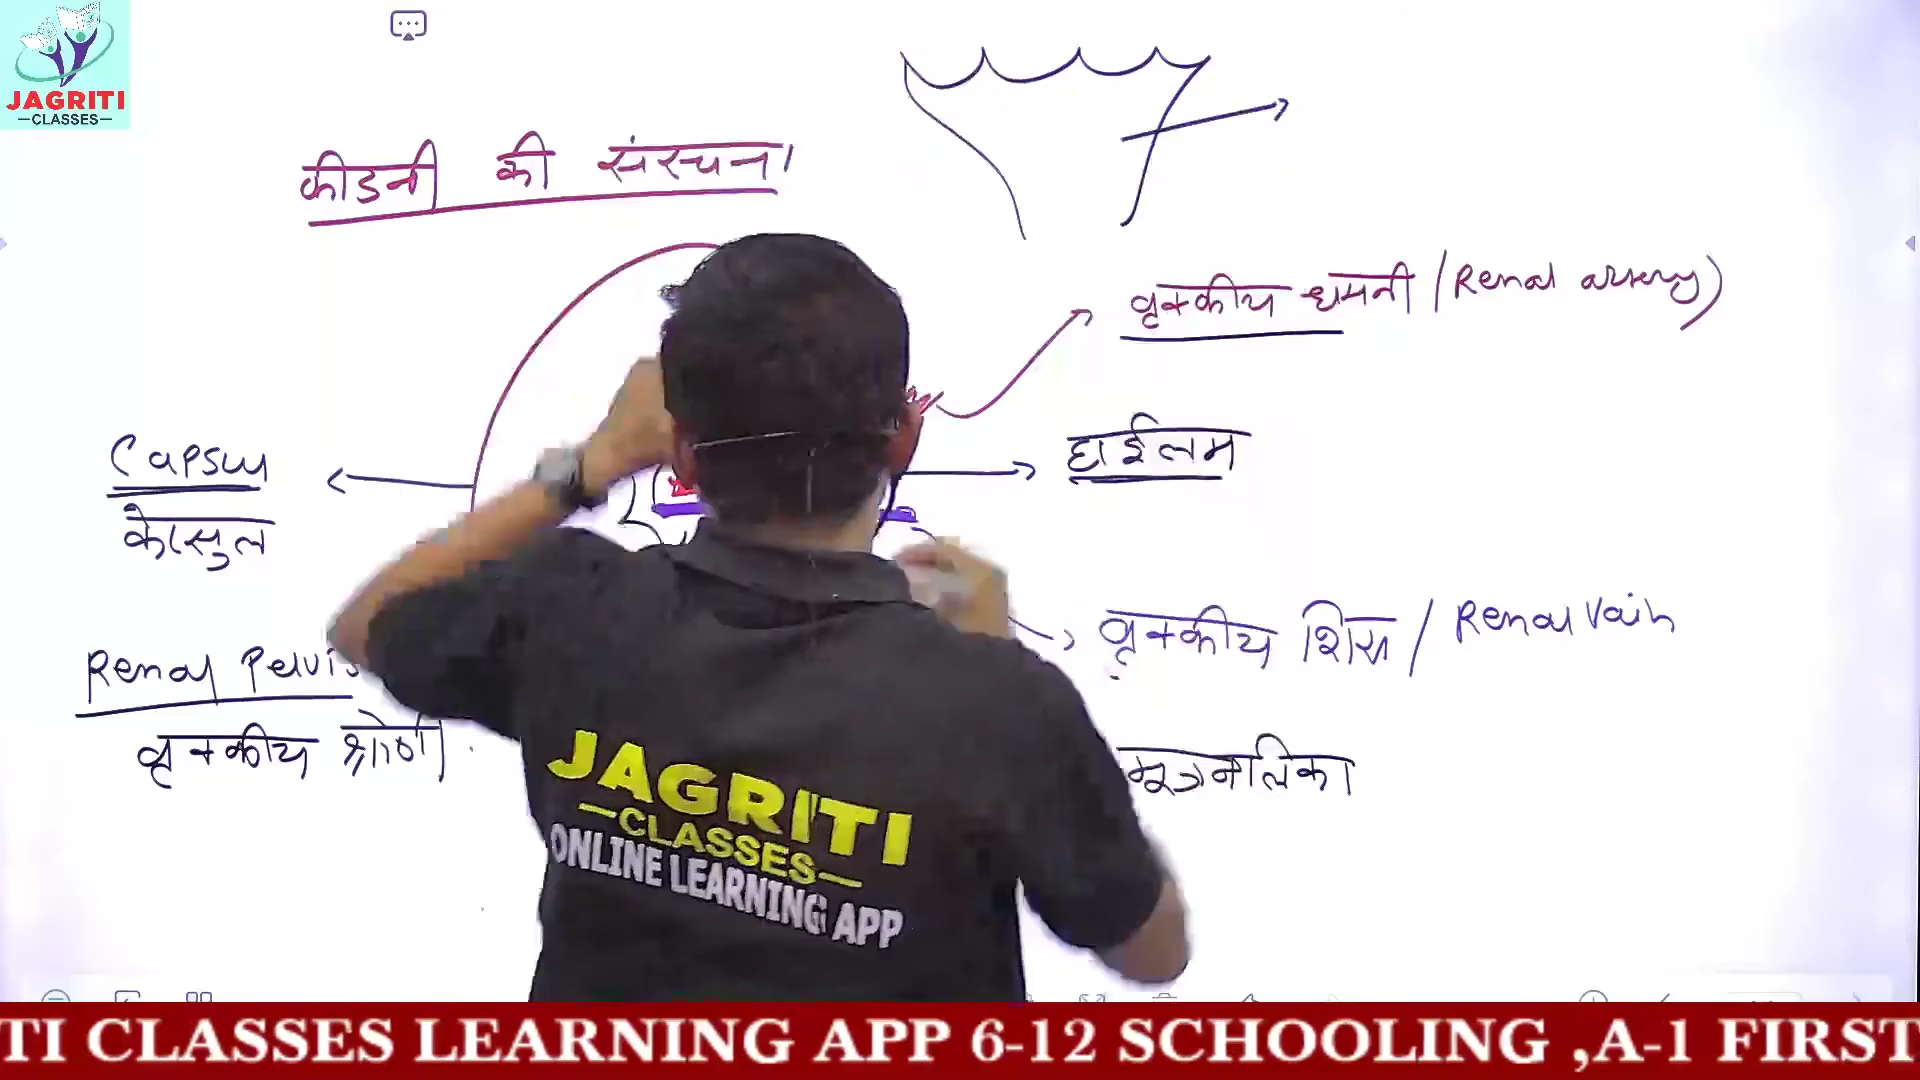 JAGRITI
CLASSES
कीडनी की संरचना
वृक्कीय धमनी / Renal artery)
हाईलम
Capsul
केप्सुल
वृक्कीय शिरा / Renal Vain
Renal Pelvis
वृक्कीय श्रोणी
मूत्रनलिका
JAGRITI
CLASSES
ONLINE LEARNING APP
TI CLASSES LEARNING APP 6-12 SCHOOLING ,A-1 FIRST